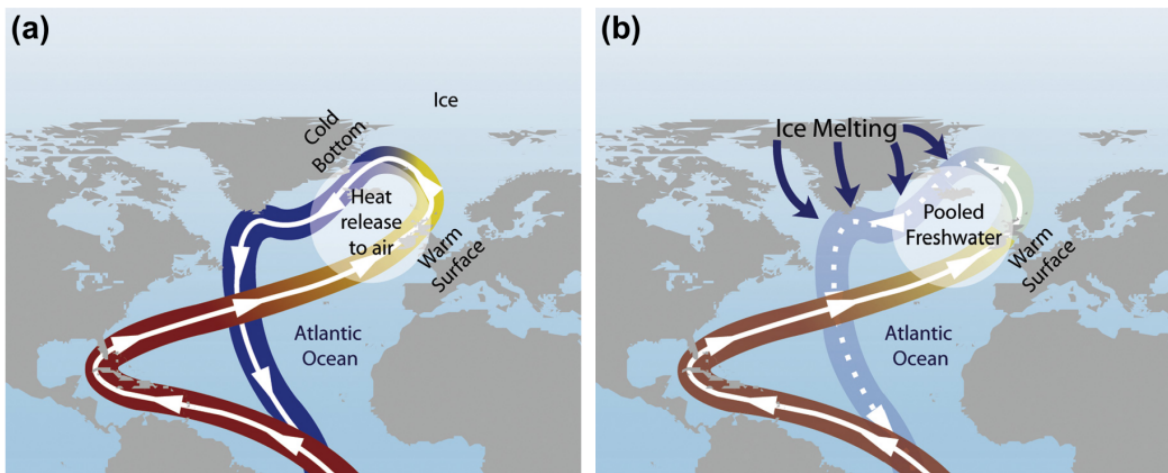 (a)
Ice
Cold
Bottom
Heat
release
to air
Warm
Surface
Atlantic
Ocean
(b)
Ice Melting
Pooled
Freshwater
Warm
Surface
Atlantic
Ocean